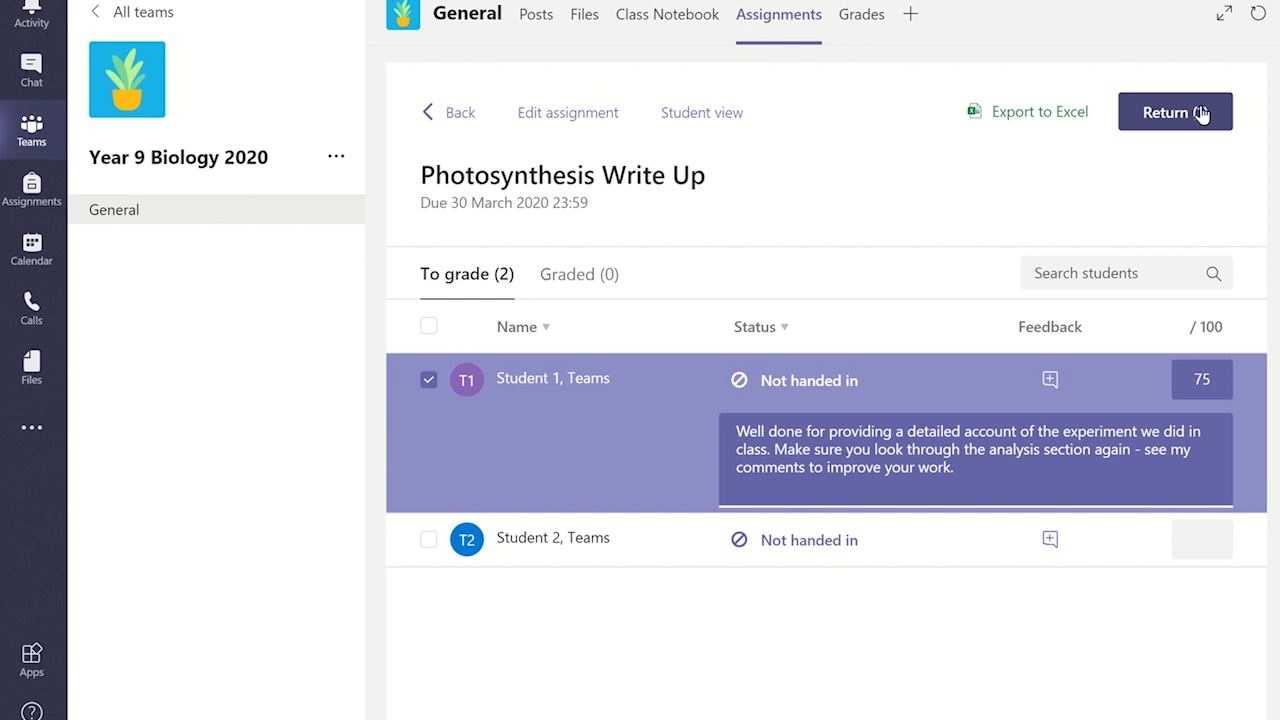 Activity
Chat
Teams
Assignments
Calendar
Calls
Files
Apps
All teams
Year 9 Biology 2020
General
General Posts Files Class Notebook Assignments Grades
Back Edit assignment Student view Export to Excel Return
Photosynthesis Write Up
Due 30 March 2020 23:59
To grade (2) Graded (0) Search students
Name Status Feedback / 100
T1 Student 1, Teams Not handed in 75
Well done for providing a detailed account of the experiment we did in
class. Make sure you look through the analysis section again - see my
comments to improve your work.
T2 Student 2, Teams Not handed in